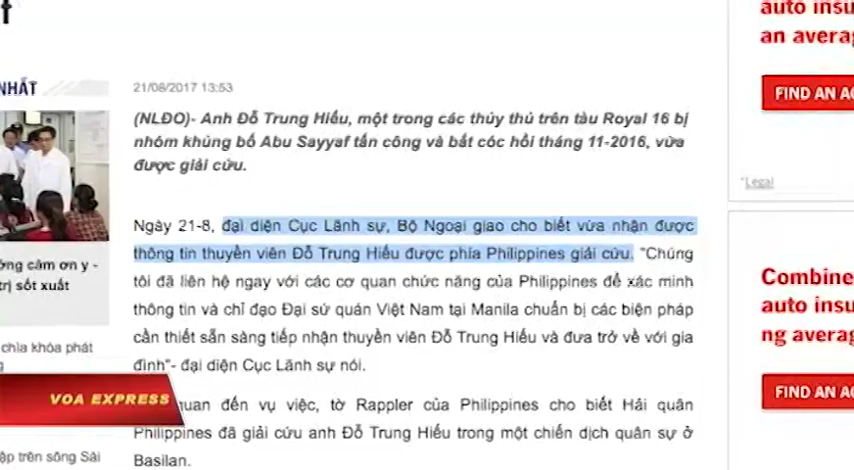 auto insu
an averag
FIND AN A
NHẤT
21/08/2017 13:53
(NLĐO)- Anh Đỗ Trung Hiếu, một trong các thủy thủ trên tàu Royal 16 bị
nhóm khủng bố Abu Sayyaf tấn công và bắt cóc hồi tháng 11-2016, vừa
được giải cứu.
"Legal
Ngày 21-8, đại diện Cục Lãnh sự, Bộ Ngoại giao cho biết vừa nhận được
thông tin thuyền viên Đỗ Trung Hiếu được phía Philippines giải cứu. "Chúng
tôi đã liên hệ ngay với các cơ quan chức năng của Philippines để xác minh
thông tin và chỉ đạo Đại sứ quán Việt Nam tại Manila chuẩn bị các biện pháp
cần thiết sẵn sàng tiếp nhận thuyền viên Đỗ Trung Hiếu và đưa trở về với gia
đình"- đại diện Cục Lãnh sự nói.
ờng cảm ơn y -
trị sốt xuất
Combine
auto insu
ng averag
FIND AN A
chìa khóa phát
VOA EXPRESS
quan đến vụ việc, tờ Rappler của Philippines cho biết Hải quân
Philippines đã giải cứu anh Đỗ Trung Hiếu trong một chiến dịch quân sự ở
Basilan.
ập trên sông Sài